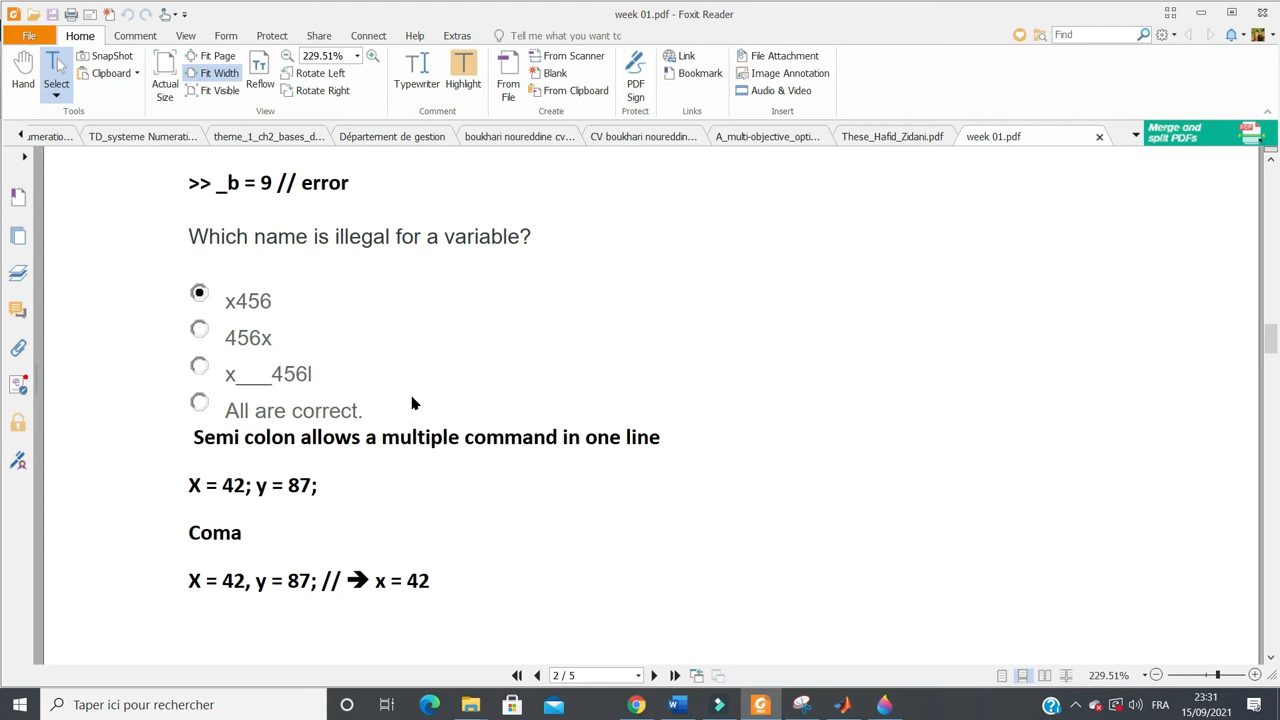 week 01.pdf - Foxit Reader
File Home Comment View Form Protect Share Connect Help Extras Tell me what you want to Find
Hand Select Actual Size Fit Page Fit Width Fit Visible Reflow 229.51% Rotate Left Rotate Right Typewriter Highlight From File From Scanner Blank From Clipboard PDF Sign Link Bookmark File Attachment Image Annotation Audio & Video
SnapShot
Clipboard
Tools View Comment Create Protect Links Insert
umeratio... TD_systeme Numerati... theme_1_ch2_bases_d... Département de gestion boukhari noureddine cv... CV boukhari noureddin... A_multi-objective_opti... These_Hafid_Zidani.pdf week 01.pdf
Merge and
split PDFs
>> _b = 9 // error
Which name is illegal for a variable?
x456
456x
x___456l
All are correct.
Semi colon allows a multiple command in one line
X = 42; y = 87;
Coma
X = 42, y = 87; // ➔ x = 42
2 / 5 229.51%
Taper ici pour rechercher
FRA
23:31
15/09/2021